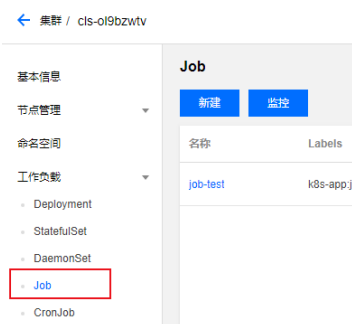 ← 集群 / cls-ol9bzwtv
基本信息
节点管理
命名空间
工作负载
Deployment
StatefulSet
DaemonSet
Job
CronJob
Job
新建 监控
名称 Labels
job-test k8s-app:j